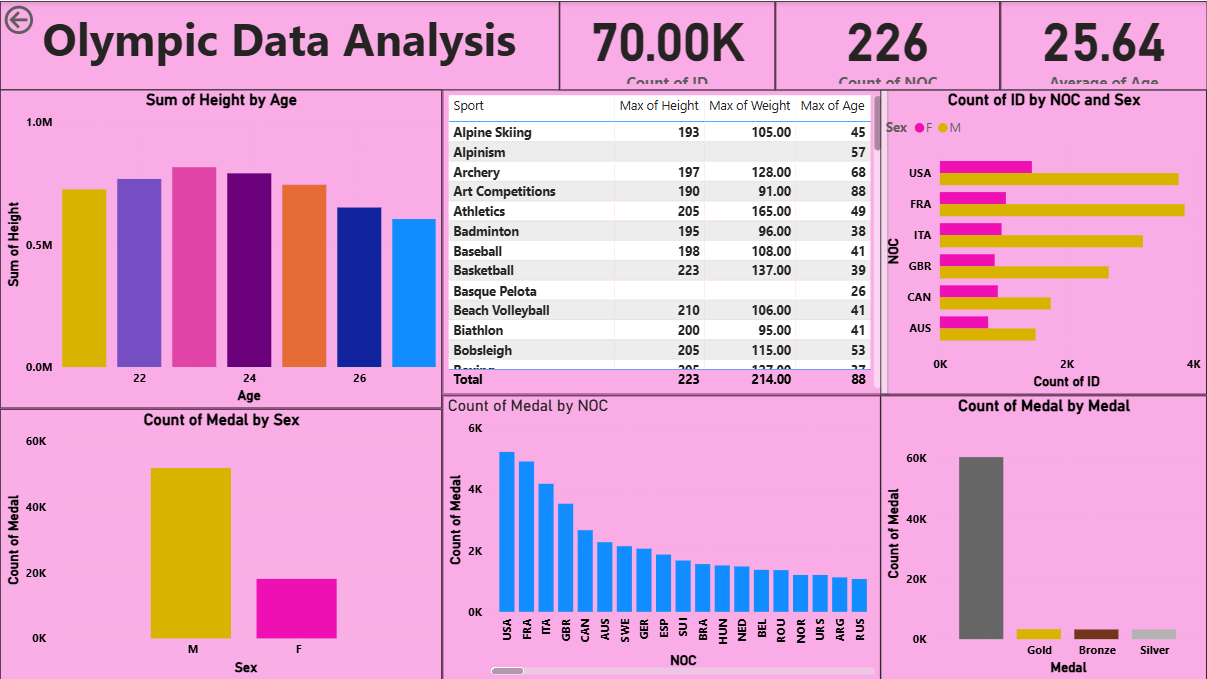 Olympic Data Analysis
70.00K
Count of ID
226
Count of NOC
25.64
Average of Age
Sum of Height by Age
1.0M
0.5M
0.0M
Sum of Height
22
24
26
Age
Sport Max of Height Max of Weight Max of Age
Alpine Skiing 193 105.00 45
Alpinism 57
Archery 197 128.00 68
Art Competitions 190 91.00 88
Athletics 205 165.00 49
Badminton 195 96.00 38
Baseball 198 108.00 41
Basketball 223 137.00 39
Basque Pelota 26
Beach Volleyball 210 106.00 41
Biathlon 200 95.00 41
Bobsleigh 205 115.00 53
Boxing 205 127.00 37
Total 223 214.00 88
Count of ID by NOC and Sex
Sex F M
NOC
USA
FRA
ITA
GBR
CAN
AUS
0K 2K 4K
Count of ID
Count of Medal by Sex
60K
40K
20K
0K
Count of Medal
M F
Sex
Count of Medal by NOC
6K
4K
2K
0K
Count of Medal
USA FRA ITA GBR CAN AUS SWE GER ESP SUI BRA HUN NED BEL ROU NOR URS ARG RUS
NOC
Count of Medal by Medal
60K
40K
20K
0K
Count of Medal
Gold Bronze Silver
Medal